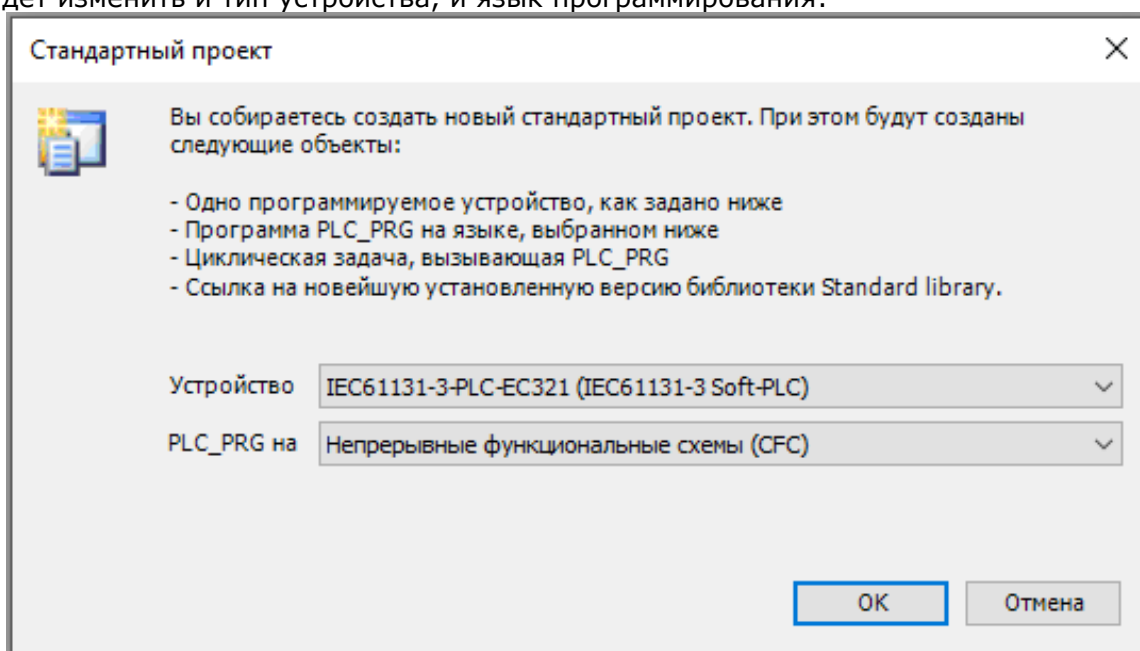 дет изменить и тип устройства, и язык программирования.
Стандартный проект
Вы собираетесь создать новый стандартный проект. При этом будут созданы
следующие объекты:
- Одно программируемое устройство, как задано ниже
- Программа PLC_PRG на языке, выбранном ниже
- Циклическая задача, вызывающая PLC_PRG
- Ссылка на новейшую установленную версию библиотеки Standard library.
Устройство IEC61131-3-PLC-EC321 (IEC61131-3 Soft-PLC)
PLC_PRG на Непрерывные функциональные схемы (CFC)
OK Отмена